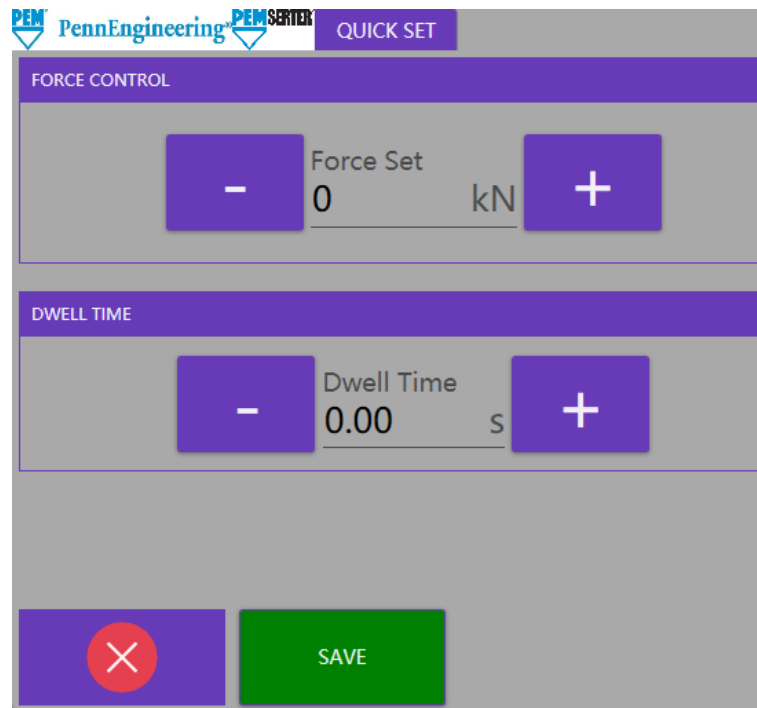 PEM PennEngineering® PEM SERTER QUICK SET
FORCE CONTROL
Force Set
- 0 kN +
DWELL TIME
Dwell Time
- 0.00 s +
SAVE